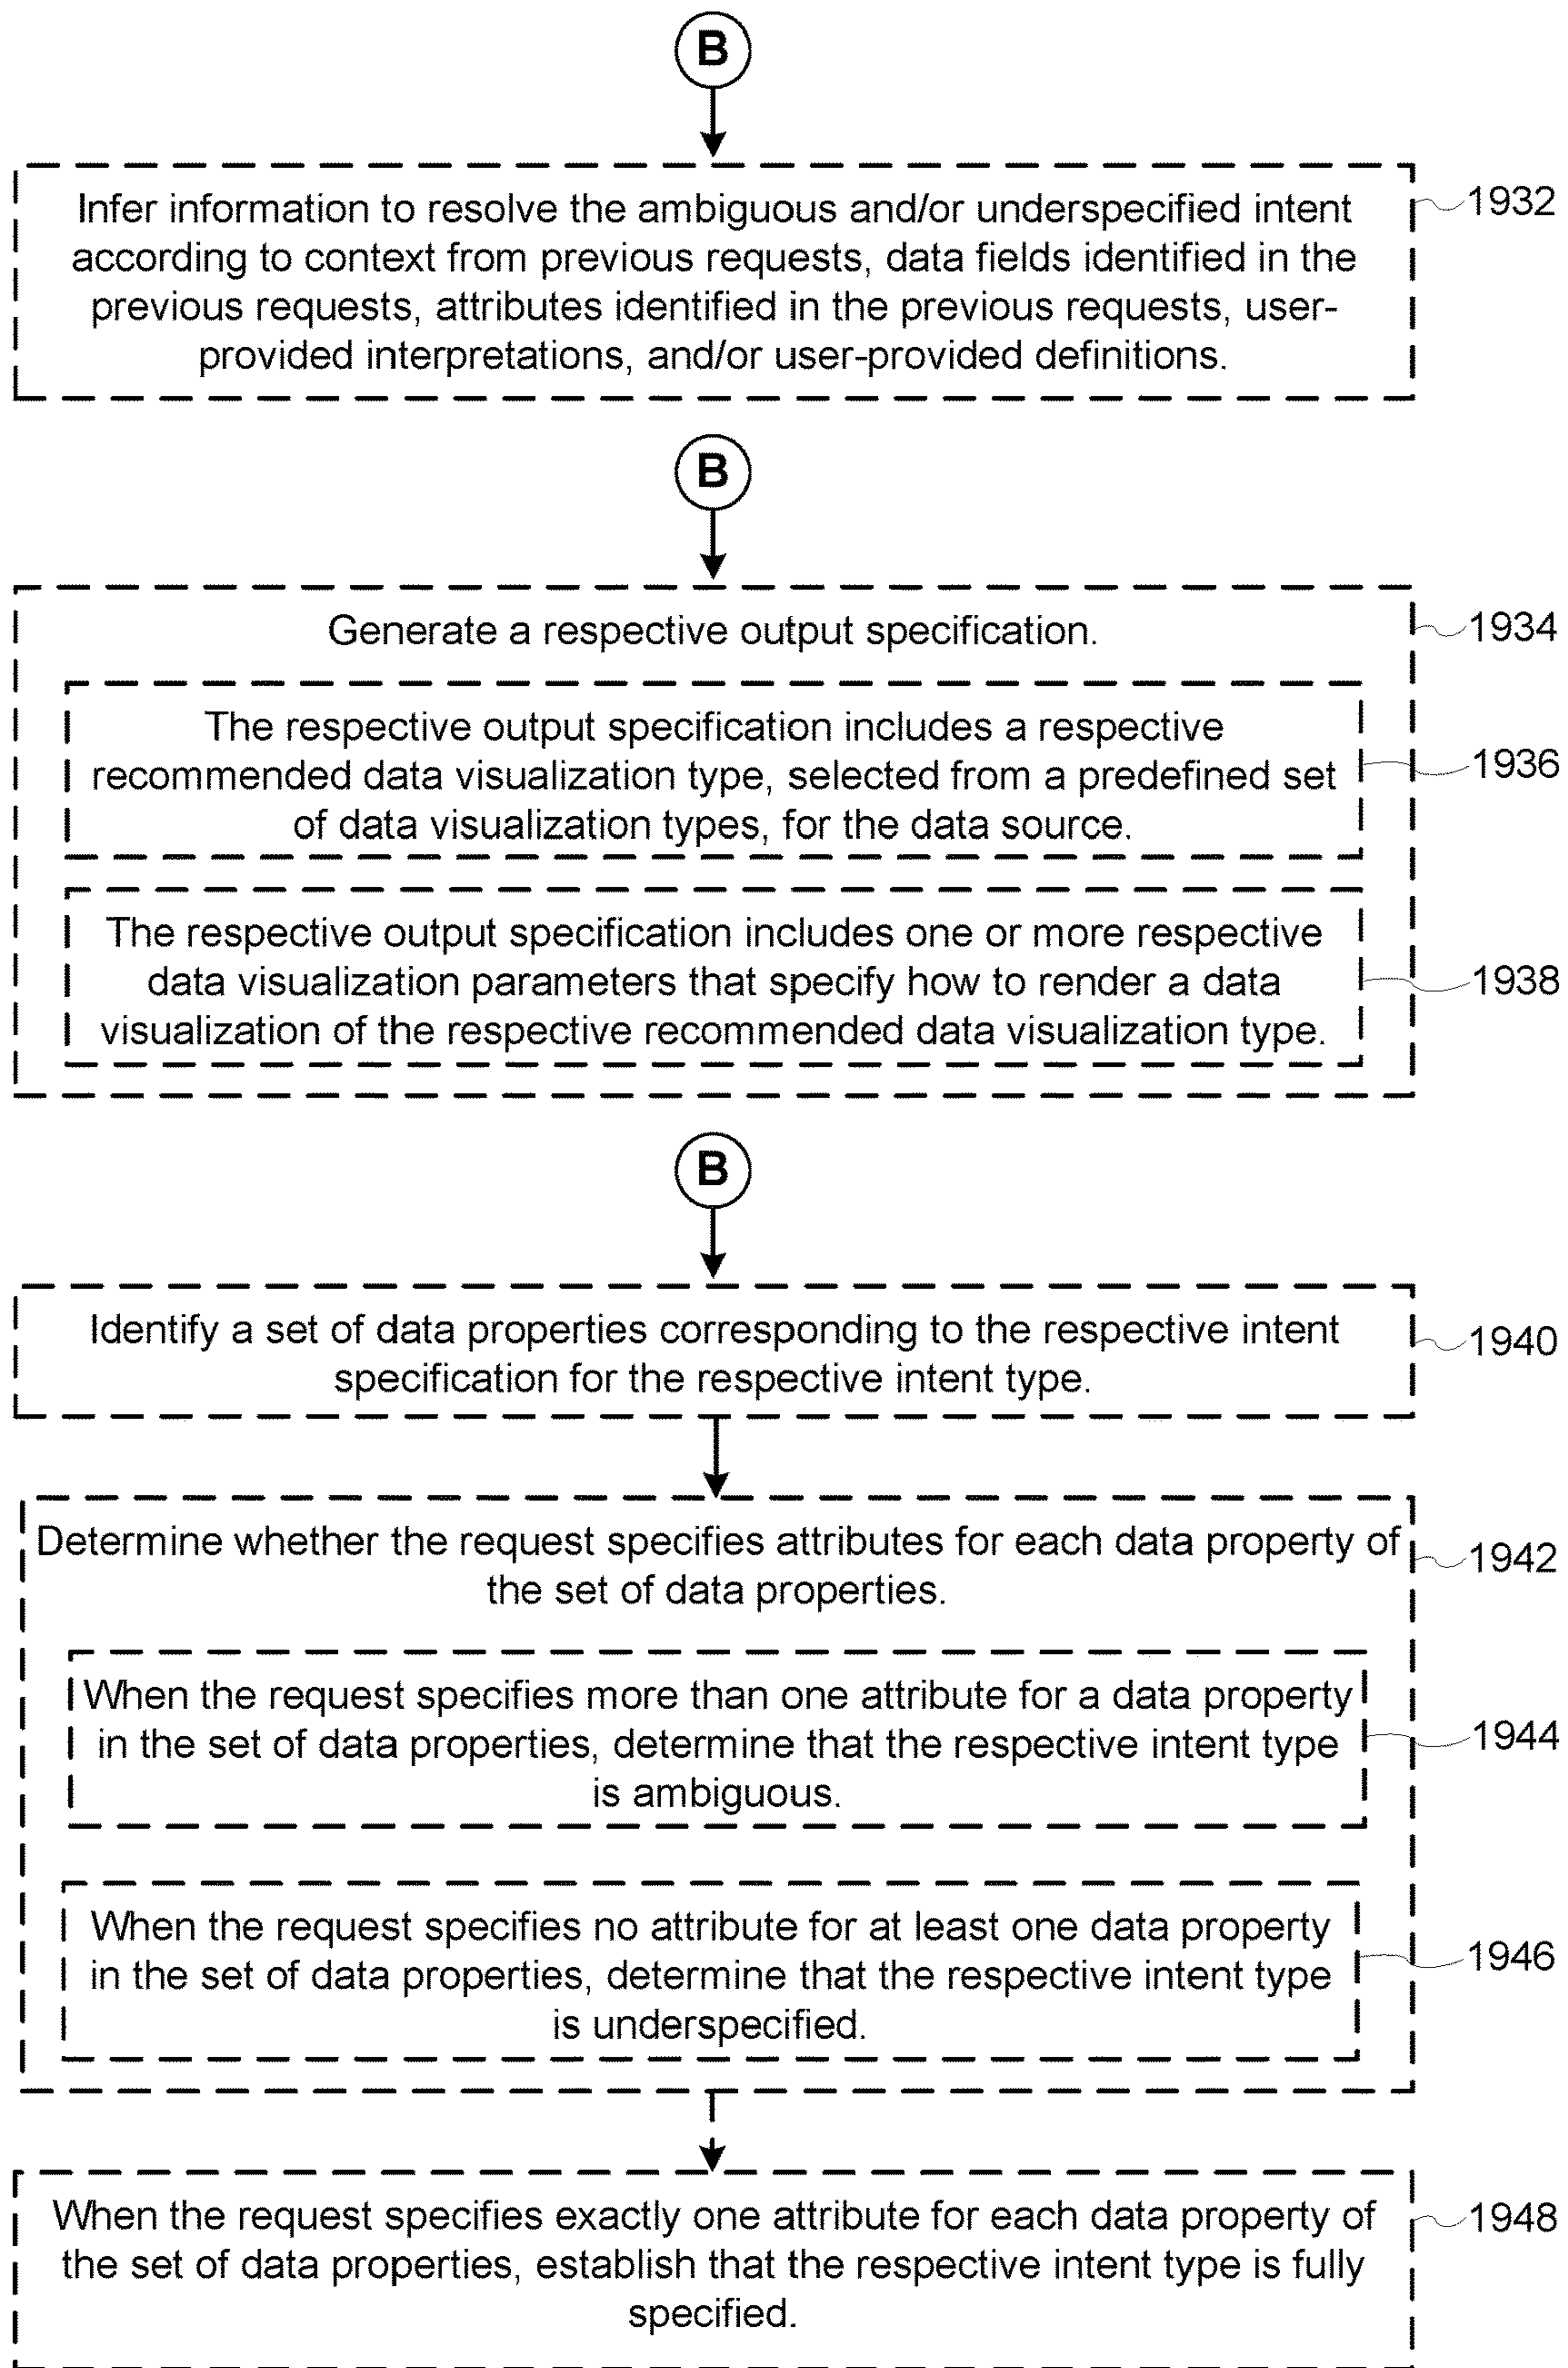 B
Infer information to resolve the ambiguous and/or underspecified intent
according to context from previous requests, data fields identified in the
previous requests, attributes identified in the previous requests, user-
provided interpretations, and/or user-provided definitions.
1932
B
Generate a respective output specification.
1934
The respective output specification includes a respective
recommended data visualization type, selected from a predefined set
of data visualization types, for the data source.
1936
The respective output specification includes one or more respective
data visualization parameters that specify how to render a data
visualization of the respective recommended data visualization type.
1938
B
Identify a set of data properties corresponding to the respective intent
specification for the respective intent type.
1940
Determine whether the request specifies attributes for each data property of
the set of data properties.
1942
When the request specifies more than one attribute for a data property
in the set of data properties, determine that the respective intent type
is ambiguous.
1944
When the request specifies no attribute for at least one data property
in the set of data properties, determine that the respective intent type
is underspecified.
1946
When the request specifies exactly one attribute for each data property of
the set of data properties, establish that the respective intent type is fully
specified.
1948